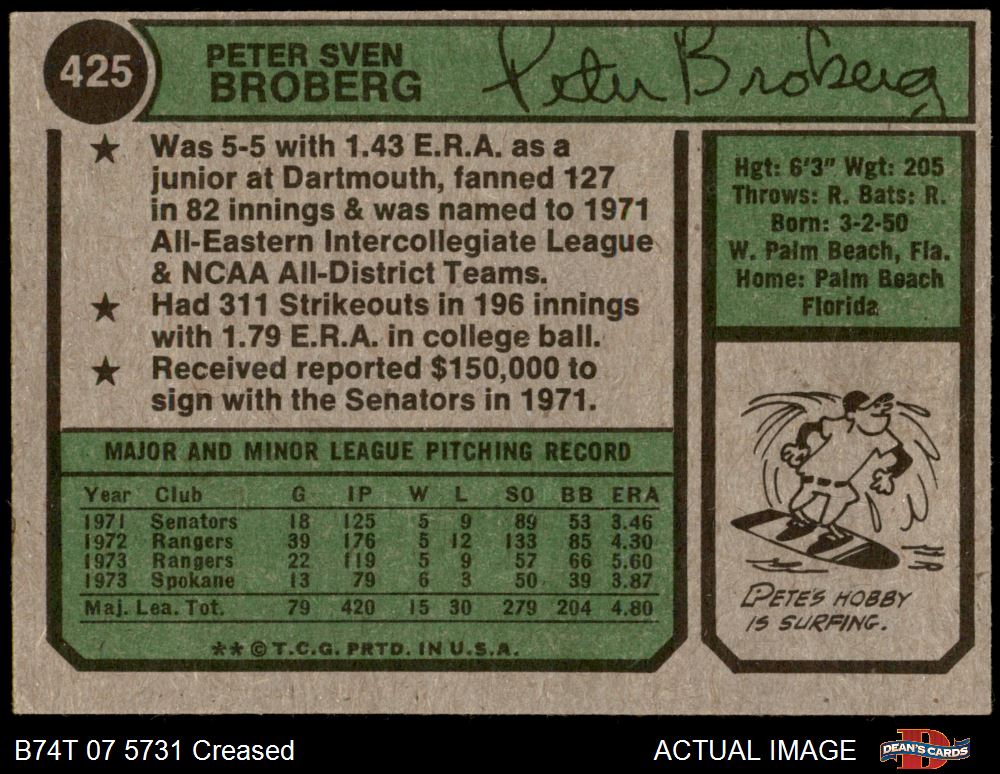 425
PETER SVEN
BROBERG
Peter Broberg
★ Was 5-5 with 1.43 E.R.A. as a
junior at Dartmouth, fanned 127
in 82 innings & was named to 1971
All-Eastern Intercollegiate League
& NCAA All-District Teams.
★ Had 311 Strikeouts in 196 innings
with 1.79 E.R.A. in college ball.
★ Received reported $150,000 to
sign with the Senators in 1971.
Hgt: 6'3" Wgt: 205
Throws: R. Bats: R.
Born: 3-2-50
W. Palm Beach, Fla.
Home: Palm Beach
Florida
MAJOR AND MINOR LEAGUE PITCHING RECORD
Year Club G IP W L SO BB ERA
1971 Senators 18 125 5 9 89 53 3.46
1972 Rangers 39 176 5 12 133 85 4.30
1973 Rangers 22 119 5 9 57 66 5.60
1973 Spokane 13 79 6 3 50 39 3.87
Maj. Lea. Tot. 79 420 15 30 279 204 4.80
** © T.C.G. PRTD. IN U.S.A.
PETE'S HOBBY
IS SURFING.
B74T 07 5731 Creased
ACTUAL IMAGE
DEAN'S CARDS